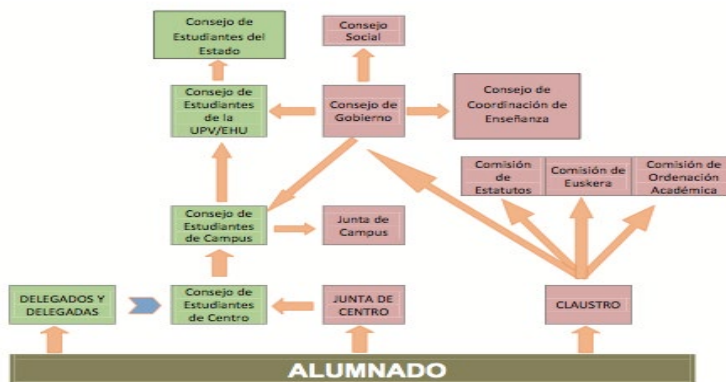 Consejo de
Estudiantes del
Estado
Consejo
Social
Consejo de
Estudiantes
de la
UPV/EHU
Consejo de
Gobierno
Consejo de
Coordinación de
Enseñanza
Comisión
de
Estatutos
Comisión de
Euskera
Comisión de
Ordenación
Académica
Consejo de
Estudiantes
de Campus
Junta de
Campus
DELEGADOS Y
DELEGADAS
Consejo de
Estudiantes
de Centro
JUNTA DE
CENTRO
CLAUSTRO
ALUMNADO